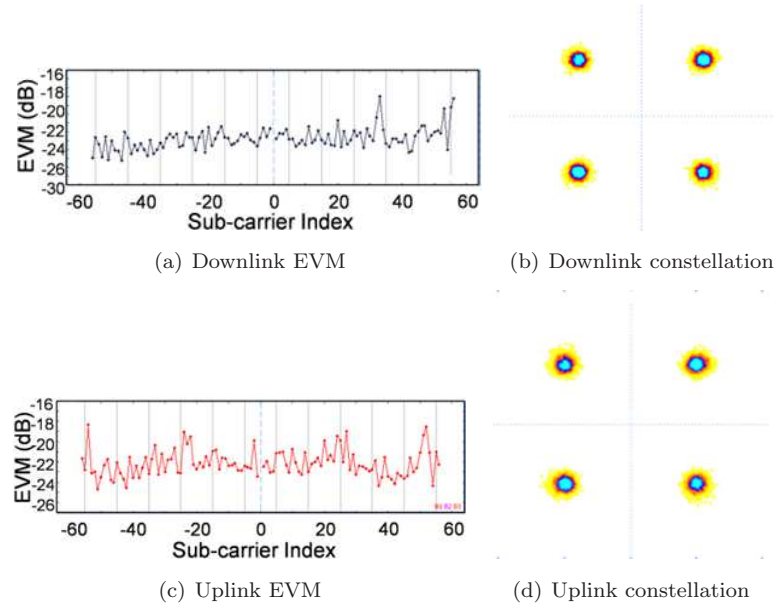 -16
-18
-20
-22
-24
-26
-30
EVM (dB)
-60 -40 -20 0 20 40 60
Sub-carrier Index
(a) Downlink EVM
(b) Downlink constellation
-16
-18
-20
-22
-24
-26
EVM (dB)
-60 -40 -20 0 20 40 60
Sub-carrier Index
(c) Uplink EVM
(d) Uplink constellation